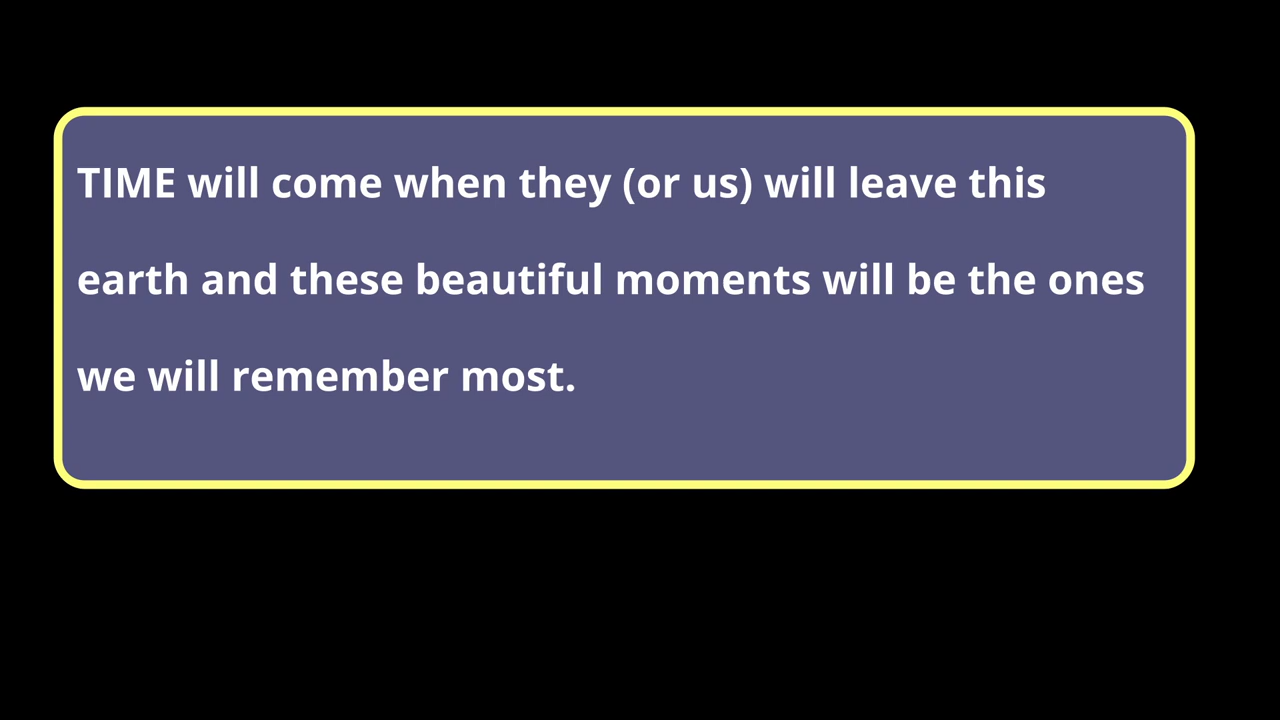 TIME will come when they (or us) will leave this
earth and these beautiful moments will be the ones
we will remember most.